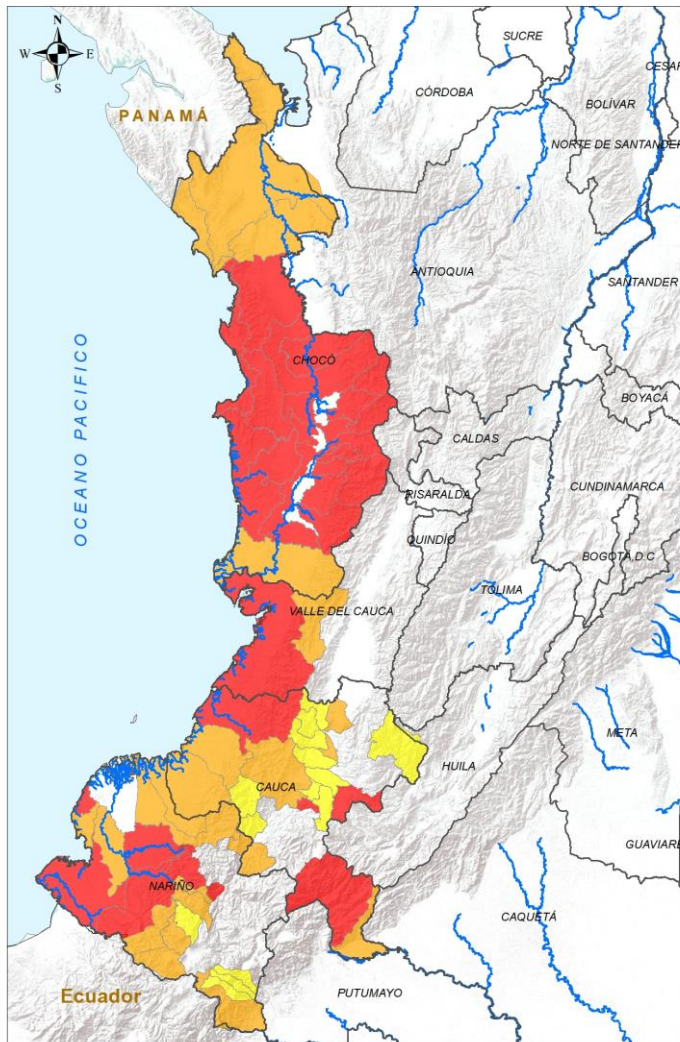 N
W E
S
SUCRE
CESAR
CÓRDOBA
BOLÍVAR
PANAMÁ
NORTE DE SANTANDER
ANTIOQUIA
SANTANDER
CHOCÓ
OCEANO PACIFICO
BOYACÁ
CALDAS
CUNDINAMARCA
RISARALDA
QUINDÍO
BOGOTÁ, D.C
TOLIMA
VALLE DEL CAUCA
META
HUILA
CAUCA
GUAVIARE
NARIÑO
CAQUETÁ
Ecuador
PUTUMAYO